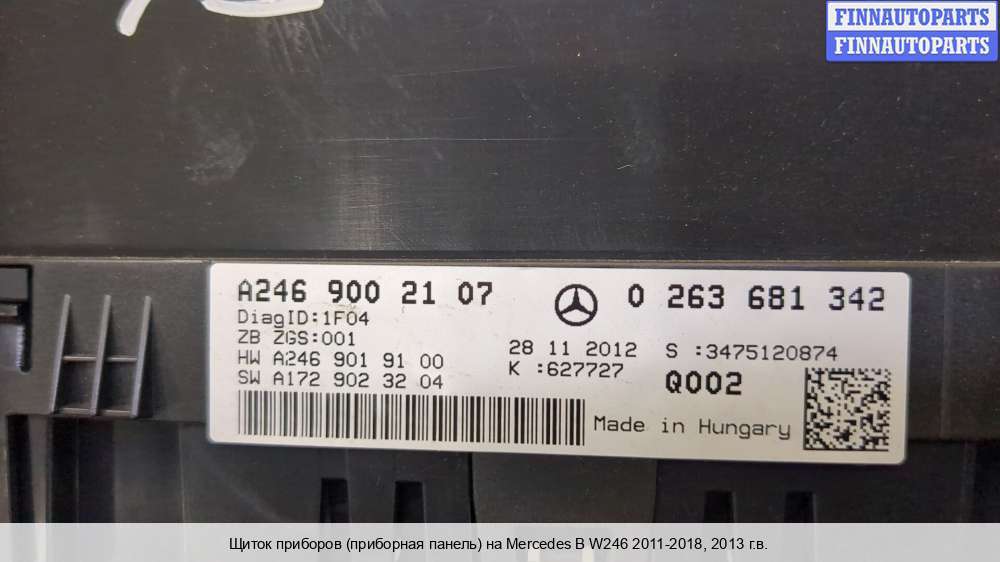 FINNAUTOPARTS
FINNAUTOPARTS
A246 900 21 07 0 263 681 342
DiagID:1F04
ZB ZGS:001
HW A246 901 91 00
SW A172 902 32 04
28 11 2012 S :3475120874
K :627727 Q002
Made in Hungary
Щиток приборов (приборная панель) на Mercedes B W246 2011-2018, 2013 г.в.